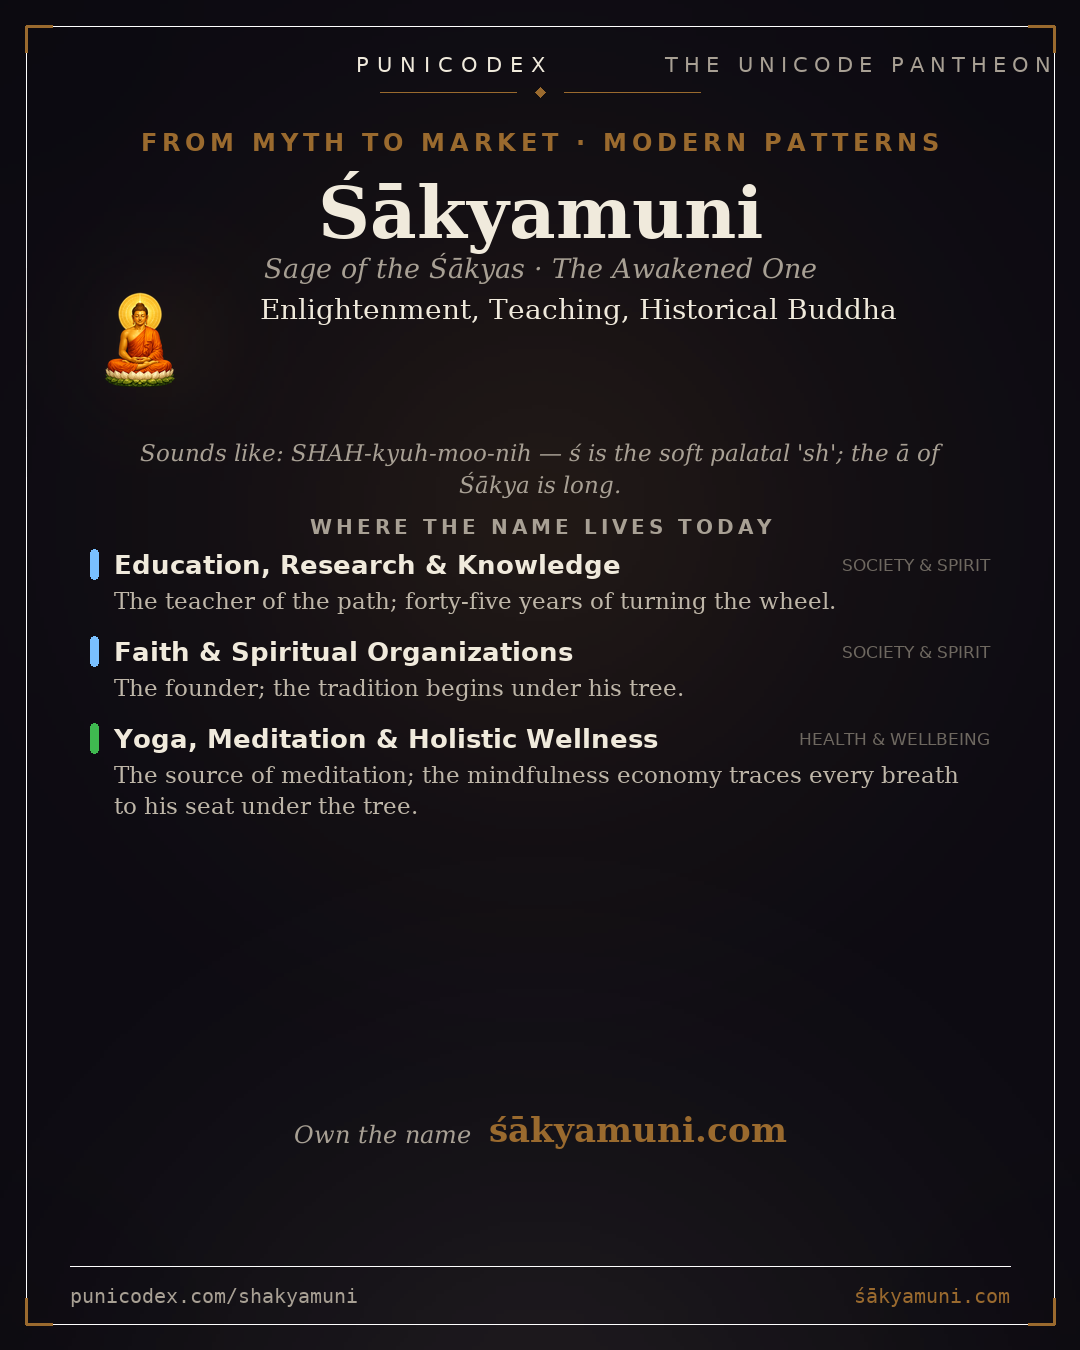 PUNICODEX THE UNICODE PANTHEON
FROM MYTH TO MARKET · MODERN PATTERNS
Śākyamuni
Sage of the Śākyas · The Awakened One
Enlightenment, Teaching, Historical Buddha
Sounds like: SHAH-kyuh-moo-nih — ś is the soft palatal 'sh'; the ā of
Śākya is long.
WHERE THE NAME LIVES TODAY
Education, Research & Knowledge SOCIETY & SPIRIT
The teacher of the path; forty-five years of turning the wheel.
Faith & Spiritual Organizations SOCIETY & SPIRIT
The founder; the tradition begins under his tree.
Yoga, Meditation & Holistic Wellness HEALTH & WELLBEING
The source of meditation; the mindfulness economy traces every breath
to his seat under the tree.
Own the name śākyamuni.com
punicodex.com/shakyamuni śākyamuni.com